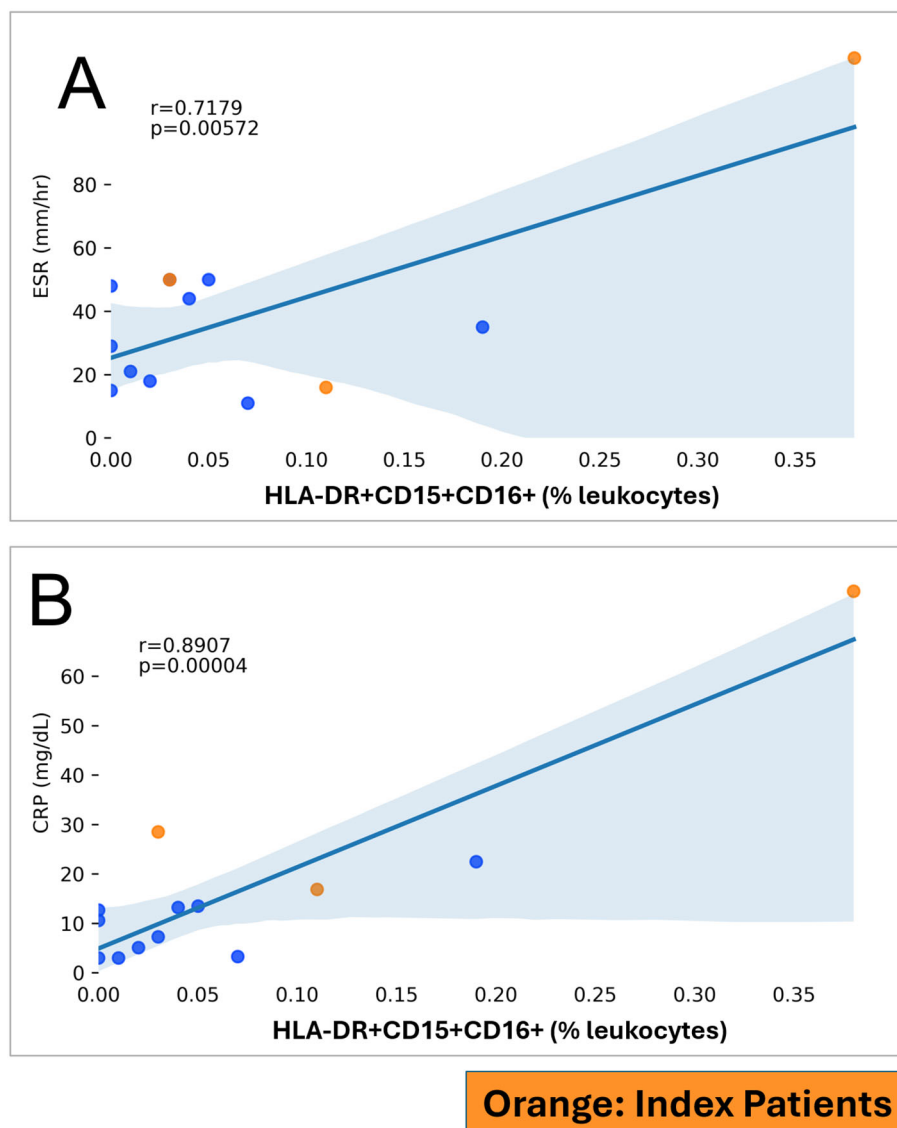 A
r=0.7179
p=0.00572
ESR (mm/hr)
80
60
40
20
0
0.00 0.05 0.10 0.15 0.20 0.25 0.30 0.35
HLA-DR+CD15+CD16+ (% leukocytes)
B
r=0.8907
p=0.00004
CRP (mg/dL)
60
50
40
30
20
10
0
0.00 0.05 0.10 0.15 0.20 0.25 0.30 0.35
HLA-DR+CD15+CD16+ (% leukocytes)
Orange: Index Patients